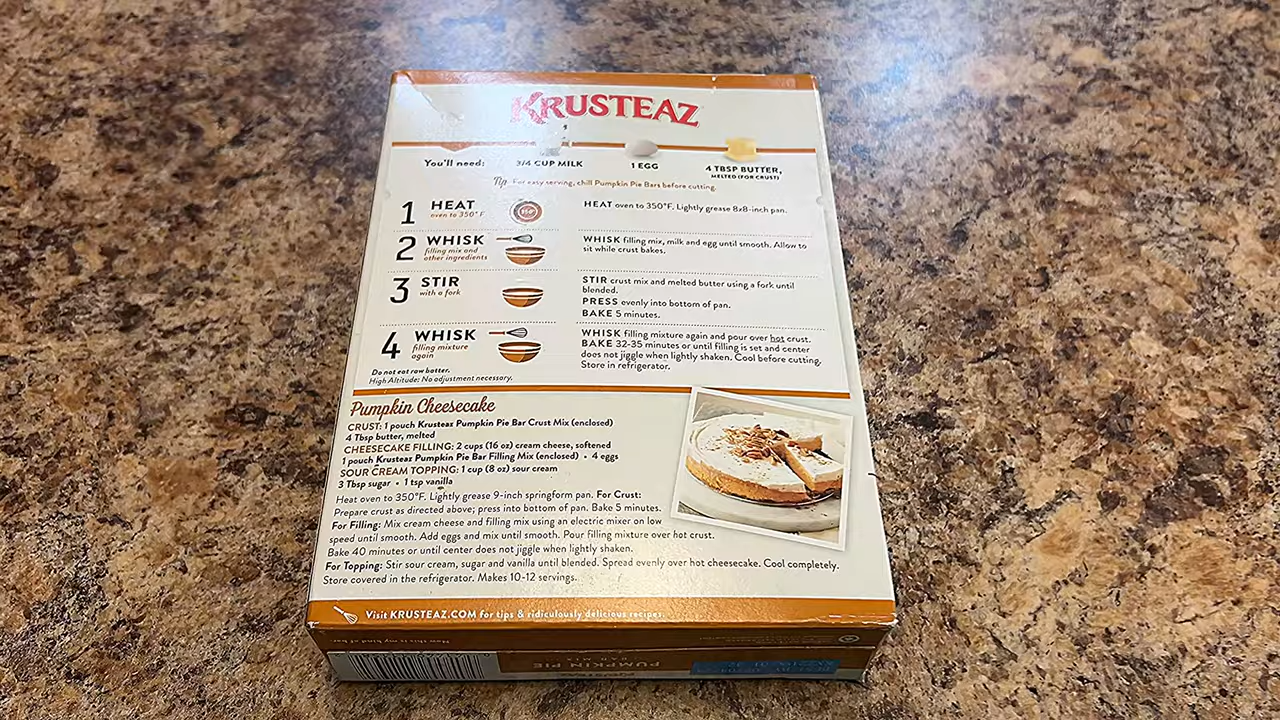 KRUSTEAZ
You'll need:
3/4 CUP MILK
1 EGG
4 TBSP BUTTER,
MELTED (FOR CRUST)
Tip For easy serving, chill Pumpkin Pie Bars before cutting.
1 HEAT
oven to 350°F
350°
HEAT oven to 350°F. Lightly grease 8x8-inch pan.
2 WHISK
filling mix and
other ingredients
WHISK filling mix, milk and egg until smooth. Allow to
sit while crust bakes.
3 STIR
with a fork
STIR crust mix and melted butter using a fork until
blended.
PRESS evenly into bottom of pan.
BAKE 5 minutes.
4 WHISK
filling mixture
again
WHISK filling mixture again and pour over hot crust.
BAKE 32-35 minutes or until filling is set and center
does not jiggle when lightly shaken. Cool before cutting.
Store in refrigerator.
Do not eat raw batter.
High Altitude: No adjustment necessary.
Pumpkin Cheesecake
CRUST: 1 pouch Krusteaz Pumpkin Pie Bar Crust Mix (enclosed)
4 Tbsp butter, melted
CHEESECAKE FILLING: 2 cups (16 oz) cream cheese, softened
1 pouch Krusteaz Pumpkin Pie Bar Filling Mix (enclosed) • 4 eggs
SOUR CREAM TOPPING: 1 cup (8 oz) sour cream
3 Tbsp sugar • 1 tsp vanilla
Heat oven to 350°F. Lightly grease 9-inch springform pan. For Crust:
Prepare crust as directed above; press into bottom of pan. Bake 5 minutes.
For Filling: Mix cream cheese and filling mix using an electric mixer on low
speed until smooth. Add eggs and mix until smooth. Pour filling mixture over hot crust.
Bake 40 minutes or until center does not jiggle when lightly shaken.
For Topping: Stir sour cream, sugar and vanilla until blended. Spread evenly over hot cheesecake. Cool completely.
Store covered in the refrigerator. Makes 10-12 servings.
Visit KRUSTEAZ.COM for tips & ridiculously delicious recipes.
Now this is my kind of bar.
PUMPKIN PIE
BAR MIX
KRUSTEAZ